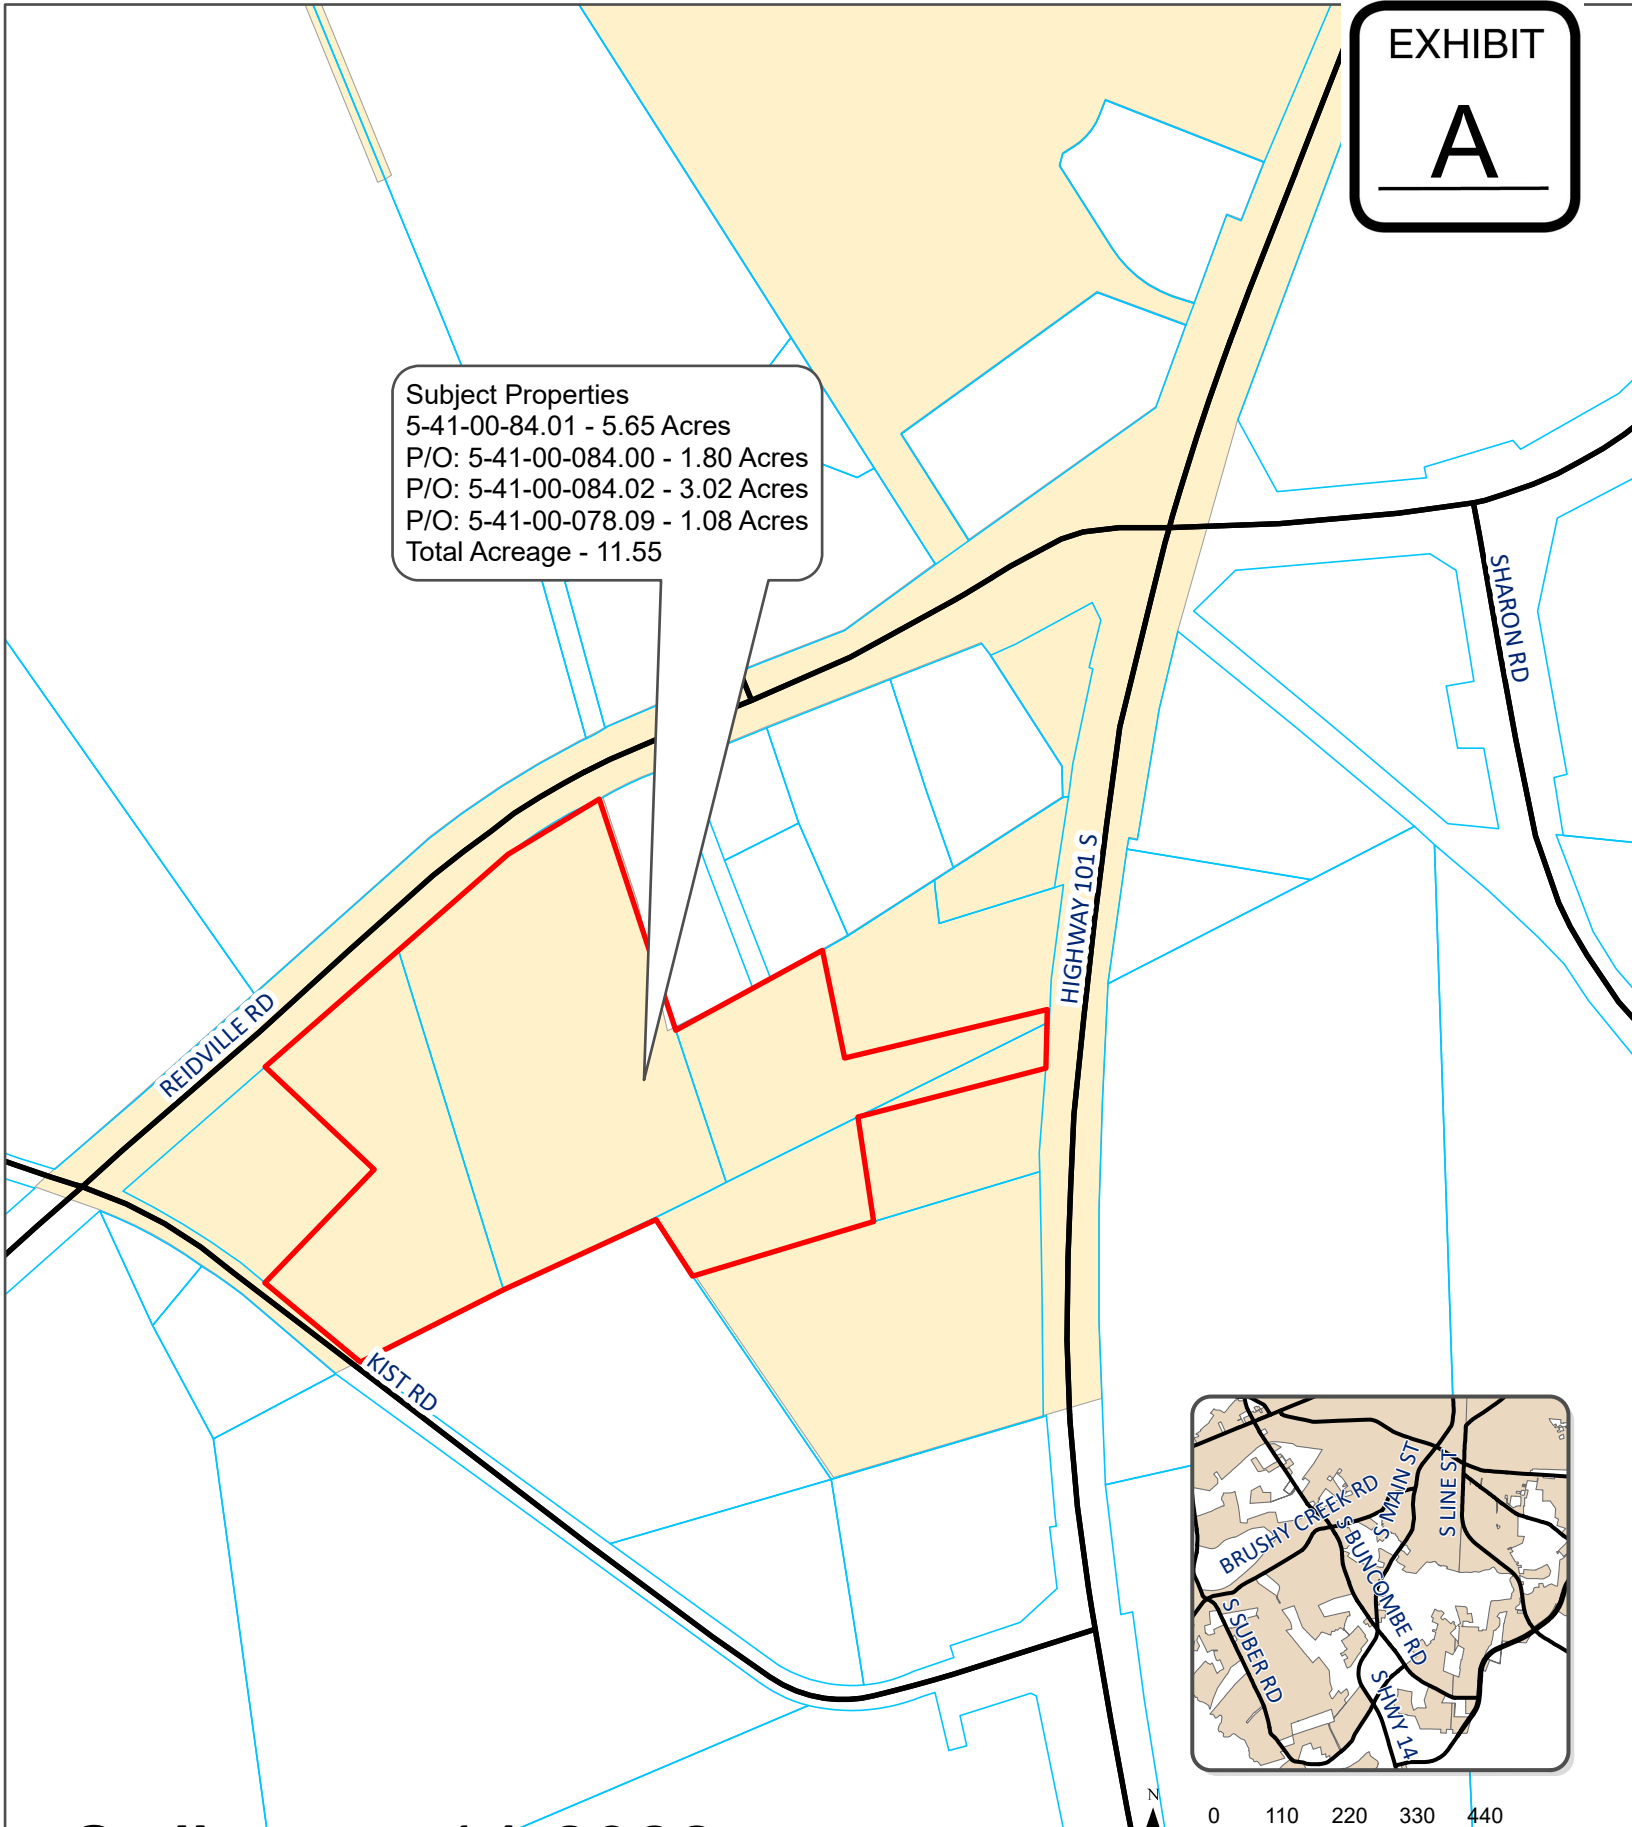 EXHIBIT
A
Subject Properties
5-41-00-84.01 - 5.65 Acres
P/O: 5-41-00-084.00 - 1.80 Acres
P/O: 5-41-00-084.02 - 3.02 Acres
P/O: 5-41-00-078.09 - 1.08 Acres
Total Acreage - 11.55
SHARON RD
HIGHWAY 101 S
REIDVILLE RD
KIST RD
BRUSHY CREEK RD
S MAIN ST
S LINE ST
S BUNCOMBE RD
S SUBER RD
S HWY 14
N
0 110 220 330 440